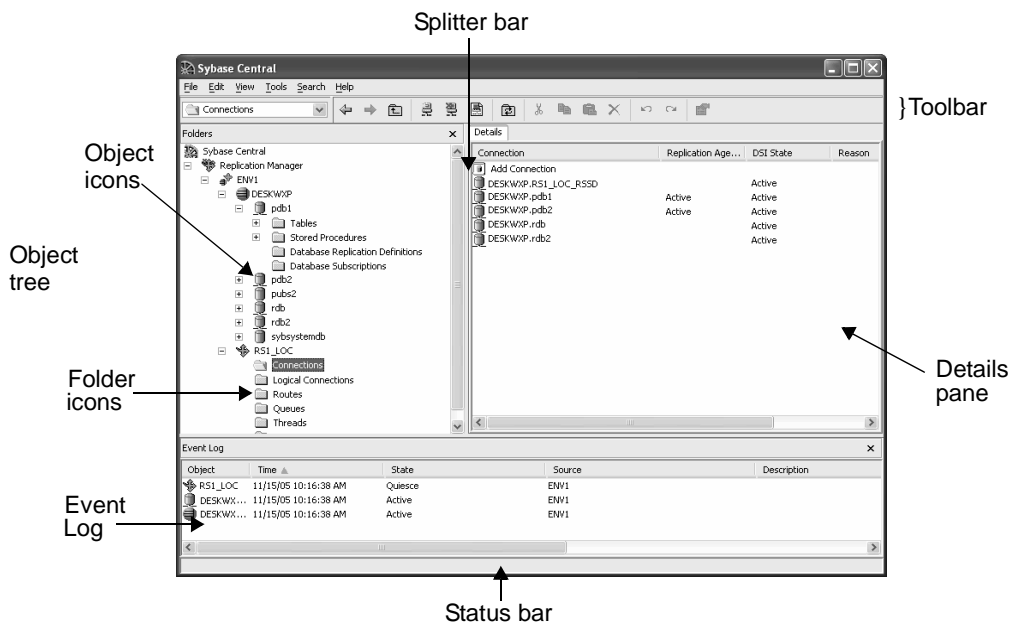 Splitter bar
Sybase Central
File Edit View Tools Search Help
Connections
}Toolbar
Folders
Details
Object
icons
Object
tree
Folder
icons
Sybase Central
Replication Manager
ENV1
DESKWXP
pdb1
Tables
Stored Procedures
Database Replication Definitions
Database Subscriptions
pdb2
pubs2
rdb
rdb2
sybsystemdb
RS1_LOC
Connections
Logical Connections
Routes
Queues
Threads
Connection Replication Age... DSI State Reason
Add Connection
DESKWXP.RS1_LOC_RSSD Active
DESKWXP.pdb1 Active Active
DESKWXP.pdb2 Active Active
DESKWXP.rdb Active
DESKWXP.rdb2 Active
Details
pane
Event Log
Object Time State Source Description
RS1_LOC 11/15/05 10:16:38 AM Quiesce ENV1
DESKWX... 11/15/05 10:16:38 AM Active ENV1
DESKWX... 11/15/05 10:16:38 AM Active ENV1
Event
Log
Status bar